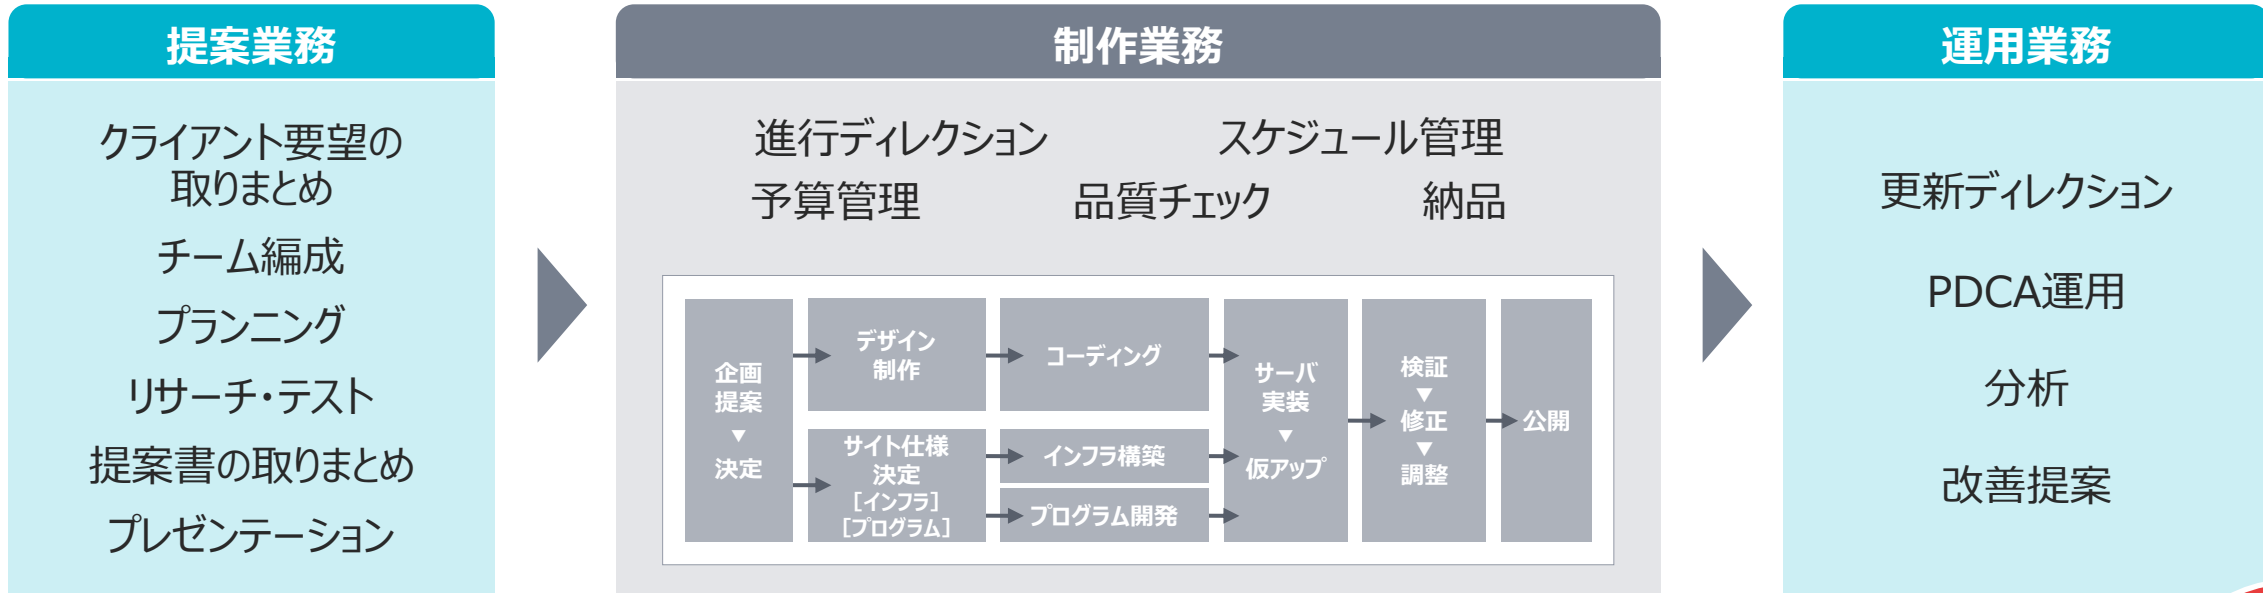 提案業務
クライアント要望の
取りまとめ
チーム編成
プランニング
リサーチ・テスト
提案書の取りまとめ
プレゼンテーション
制作業務
進行ディレクション
スケジュール管理
予算管理
品質チェック
納品
企画
提案
▼
決定
デザイン
制作
コーディング
サイト仕様
決定
[インフラ]
[プログラム]
インフラ構築
プログラム開発
サーバ
実装
▼
仮アップ
検証
▼
修正
▼
調整
公開
運用業務
更新ディレクション
PDCA運用
分析
改善提案